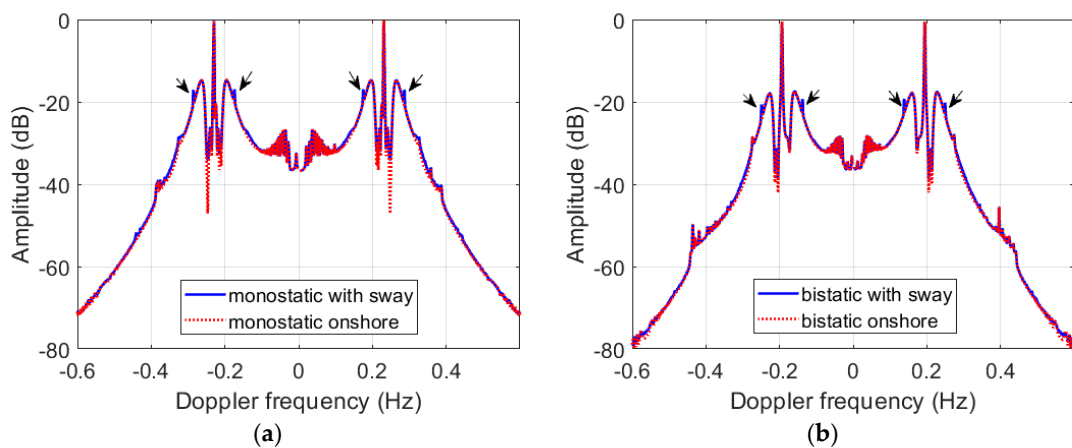 0
-20
-40
-60
-80
Amplitude (dB)
-0.6 -0.4 -0.2 0 0.2 0.4
Doppler frequency (Hz)
monostatic with sway
monostatic onshore
(a)
0
-20
-40
-60
-80
Amplitude (dB)
-0.6 -0.4 -0.2 0 0.2 0.4
Doppler frequency (Hz)
bistatic with sway
bistatic onshore
(b)